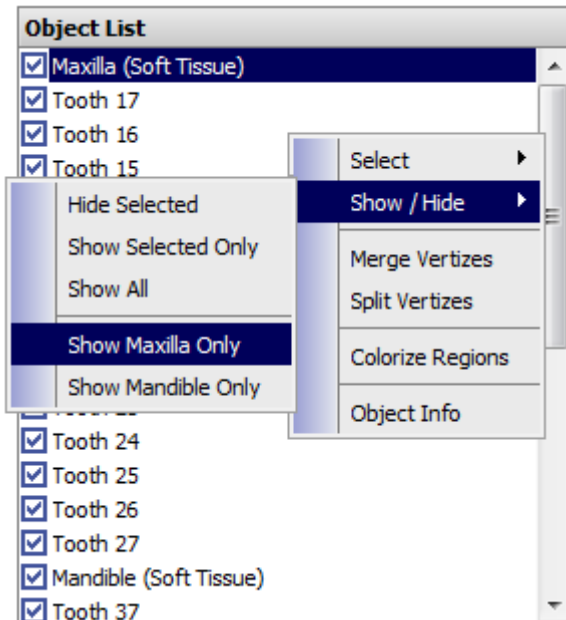 Object List
Maxilla (Soft Tissue)
Tooth 17
Tooth 16
Tooth 15
Select
Show / Hide
Merge Vertizes
Split Vertizes
Colorize Regions
Object Info
Hide Selected
Show Selected Only
Show All
Show Maxilla Only
Show Mandible Only
Tooth 24
Tooth 25
Tooth 26
Tooth 27
Mandible (Soft Tissue)
Tooth 37